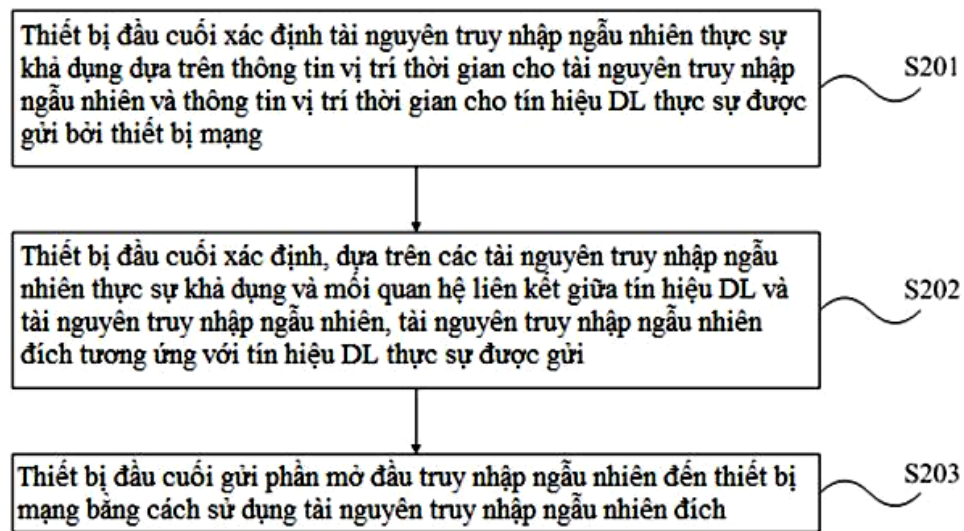 Thiết bị đầu cuối xác định tài nguyên truy nhập ngẫu nhiên thực sự
khả dụng dựa trên thông tin vị trí thời gian cho tài nguyên truy nhập
ngẫu nhiên và thông tin vị trí thời gian cho tín hiệu DL thực sự được
gửi bởi thiết bị mạng
S201
Thiết bị đầu cuối xác định, dựa trên các tài nguyên truy nhập ngẫu
nhiên thực sự khả dụng và mối quan hệ liên kết giữa tín hiệu DL và
tài nguyên truy nhập ngẫu nhiên, tài nguyên truy nhập ngẫu nhiên
đích tương ứng với tín hiệu DL thực sự được gửi
S202
Thiết bị đầu cuối gửi phần mở đầu truy nhập ngẫu nhiên đến thiết bị
mạng bằng cách sử dụng tài nguyên truy nhập ngẫu nhiên đích
S203